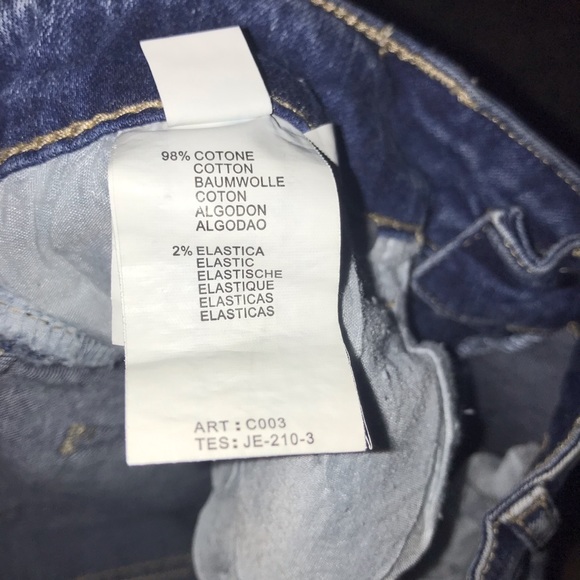 98% COTONE
COTTON
BAUMWOLLE
COTON
ALGODON
ALGODAO
2% ELASTICA
ELASTIC
ELASTISCHE
ELASTIQUE
ELASTICAS
ELASTICAS
ART: C003
TES: JE-210-3